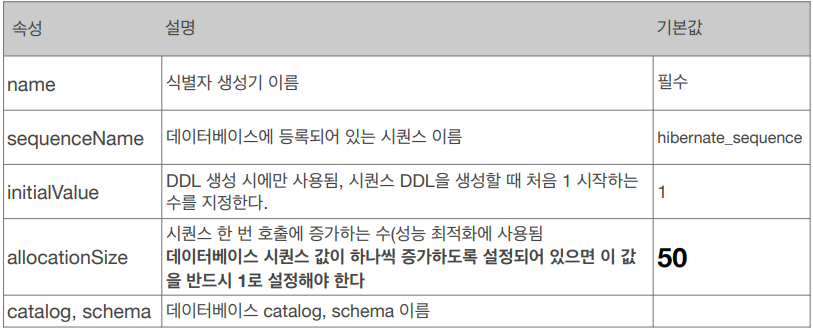 속성 설명 기본값
name 식별자 생성기 이름 필수
sequenceName 데이터베이스에 등록되어 있는 시퀀스 이름 hibernate_sequence
initialValue DDL 생성 시에만 사용됨, 시퀀스 DDL을 생성할 때 처음 1 시작하는
수를 지정한다. 1
allocationSize 시퀀스 한 번 호출에 증가하는 수(성능 최적화에 사용됨
데이터베이스 시퀀스 값이 하나씩 증가하도록 설정되어 있으면 이 값 50
을 반드시 1로 설정해야 한다
catalog, schema 데이터베이스 catalog, schema 이름